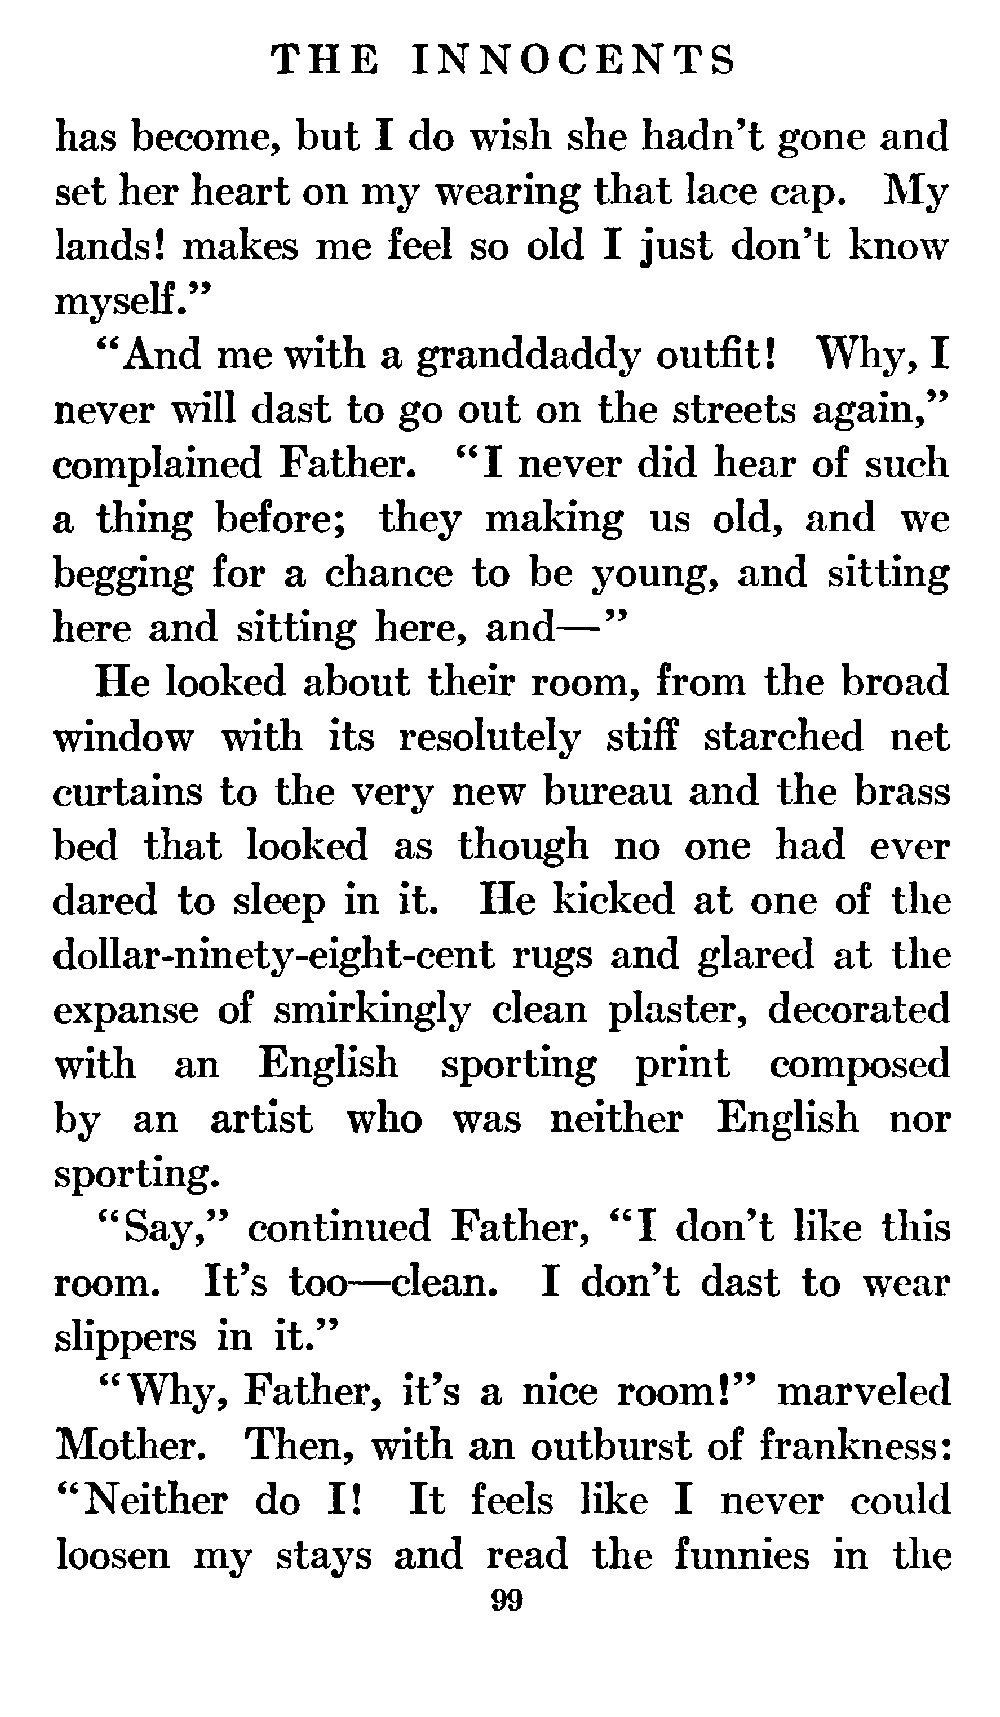 THE INNOCENTS
has become, but I do wish she hadn't gone and
set her heart on my wearing that lace cap. My
lands! makes me feel so old I just don't know
myself.”
“And me with a granddaddy outfit! Why, I
never will dast to go out on the streets again,”
complained Father. “I never did hear of such
a thing before; they making us old, and we
begging for a chance to be young, and sitting
here and sitting here, and—”
He looked about their room, from the broad
window with its resolutely stiff starched net
curtains to the very new bureau and the brass
bed that looked as though no one had ever
dared to sleep in it. He kicked at one of the
dollar-ninety-eight-cent rugs and glared at the
expanse of smirkingly clean plaster, decorated
with an English sporting print composed
by an artist who was neither English nor
sporting.
“Say,” continued Father, “I don't like this
room. It's too—clean. I don't dast to wear
slippers in it.”
“Why, Father, it's a nice room!” marveled
Mother. Then, with an outburst of frankness:
“Neither do I! It feels like I never could
loosen my stays and read the funnies in the
99